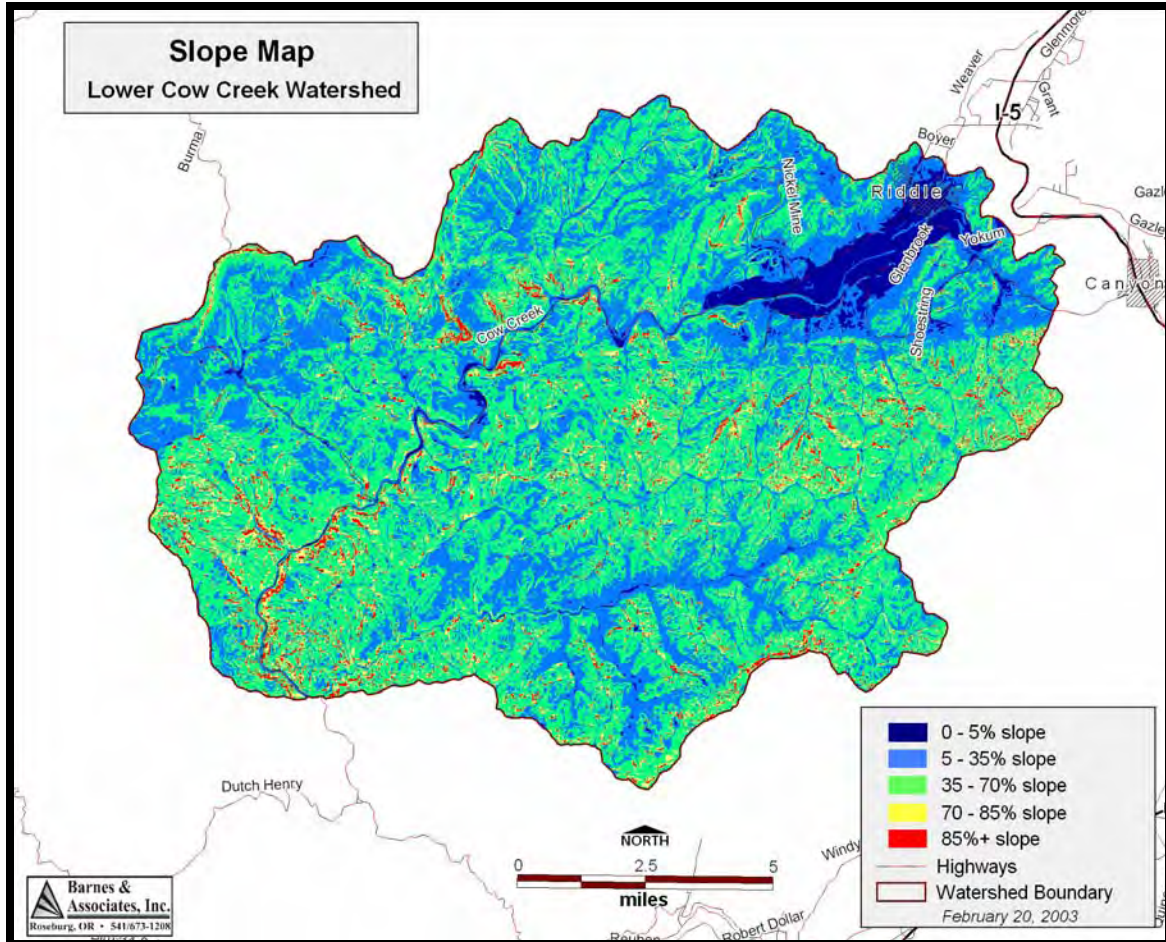 Slope Map
Lower Cow Creek Watershed
Burma
Weaver
Glenmore
Grant
I-5
Boyer
Nickel Mine
Riddle
Glenbrook
Yokum
Gazle
Gazle
Canyon
Shoestring
Cow Creek
Dutch Henry
NORTH
0 2.5 5
miles
Windy
Robert Dollar
Reuben
0 - 5% slope
5 - 35% slope
35 - 70% slope
70 - 85% slope
85%+ slope
Highways
Watershed Boundary
February 20, 2003
Barnes &
Associates, Inc.
Roseburg, OR • 541/673-1208